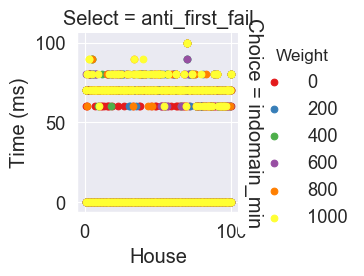 Select = anti_first_fail
Choice = indomain_min
Time (ms)
100
50
0
0
100
House
Weight
0
200
400
600
800
1000